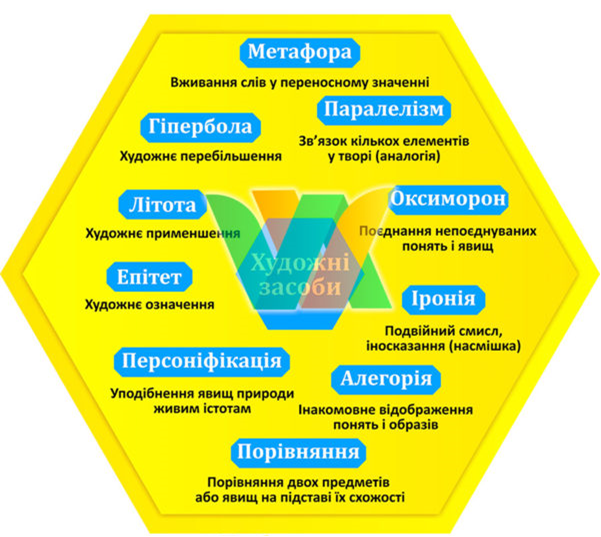 Метафора
Вживання слів у переносному значенні
Гіпербола
Художнє перебільшення
Паралелізм
Зв’язок кількох елементів
у творі (аналогія)
Літота
Художнє применшення
Оксиморон
Поєднання непоєднуваних
понять і явищ
Художні
засоби
Епітет
Художнє означення
Іронія
Подвійний смисл,
іносказання (насмішка)
Персоніфікація
Уподібнення явищ природи
живим істотам
Алегорія
Інакомовне відображення
понять і образів
Порівняння
Порівняння двох предметів
або явищ на підставі їх схожості